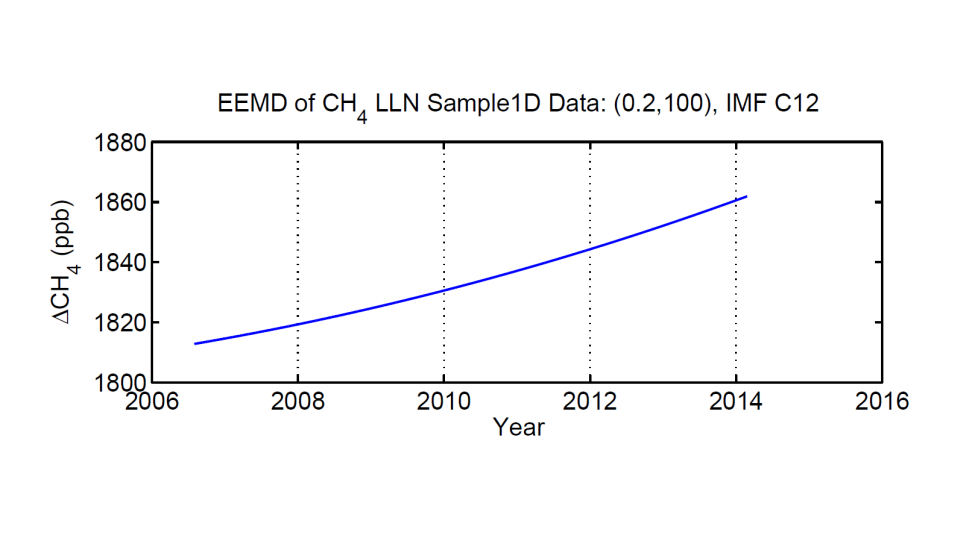 EEMD of CH₄ LLN Sample1D Data: (0.2,100), IMF C12
ΔCH₄ (ppb)
1880
1860
1840
1820
1800
2006 2008 2010 2012 2014 2016
Year